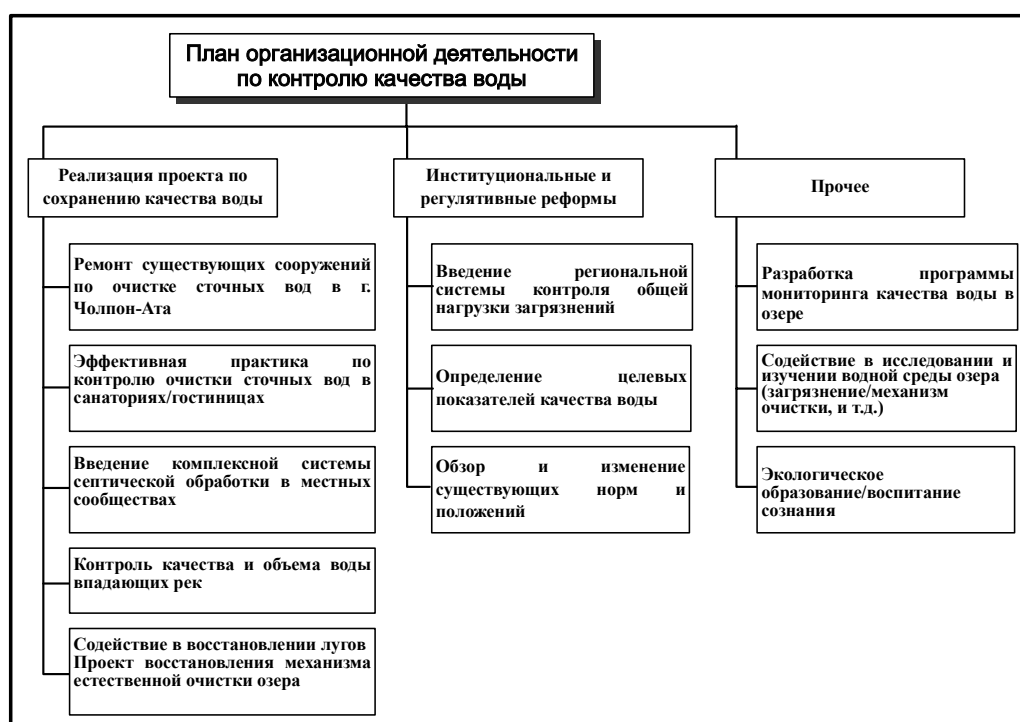 План организационной деятельности
по контролю качества воды
Реализация проекта по
сохранению качества воды
Ремонт существующих сооружений
по очистке сточных вод в г.
Чолпон-Ата
Эффективная практика по
контролю очистки сточных вод в
санаториях/гостиницах
Введение комплексной системы
септической обработки в местных
сообществах
Контроль качества и объема воды
впадающих рек
Содействие в восстановлении лугов
Проект восстановления механизма
естественной очистки озера
Институциональные и
регулятивные реформы
Введение региональной
системы контроля общей
нагрузки загрязнений
Определение целевых
показателей качества воды
Обзор и изменение
существующих норм и
положений
Прочее
Разработка программы
мониторинга качества воды в
озере
Содействие в исследовании и
изучении водной среды озера
(загрязнение/механизм
очистки, и т.д.)
Экологическое
образование/воспитание
сознания